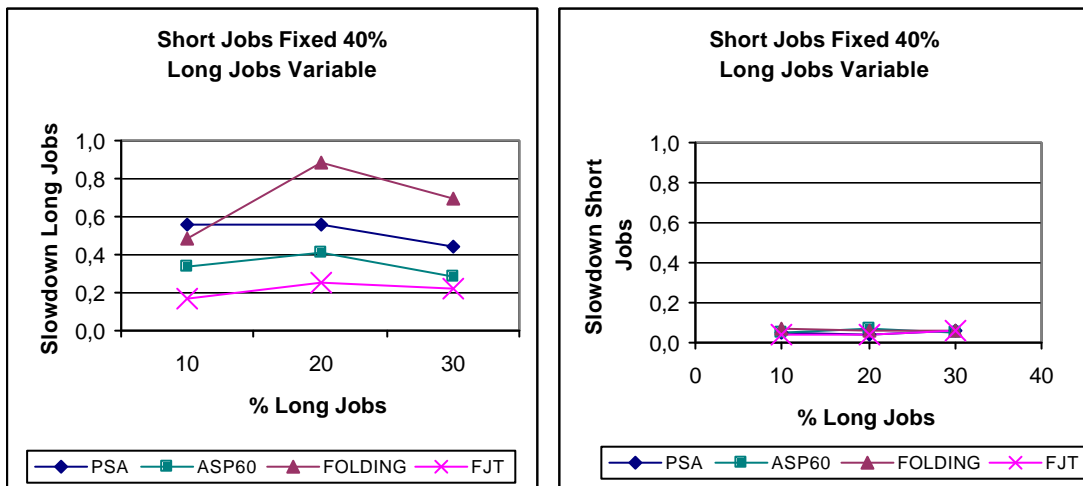 Short Jobs Fixed 40%
Long Jobs Variable
Slowdown Long Jobs
1,0
0,8
0,6
0,4
0,2
0,0
10 20 30
% Long Jobs
PSA ASP60 FOLDING FJT
Short Jobs Fixed 40%
Long Jobs Variable
Slowdown Short
Jobs
1,0
0,8
0,6
0,4
0,2
0,0
0 10 20 30 40
% Long Jobs
PSA ASP60 FOLDING FJT